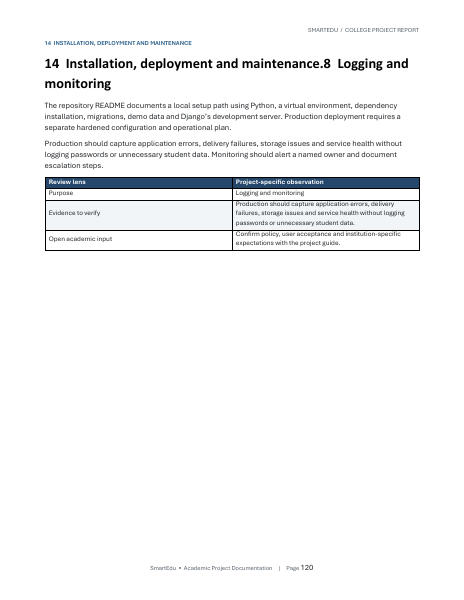 SMARTEDU / COLLEGE PROJECT REPORT
14 INSTALLATION, DEPLOYMENT AND MAINTENANCE
14 Installation, deployment and maintenance.8 Logging and
monitoring
The repository README documents a local setup path using Python, a virtual environment, dependency
installation, migrations, demo data and Django's development server. Production deployment requires a
separate hardened configuration and operational plan.
Production should capture application errors, delivery failures, storage issues and service health without
logging passwords or unnecessary student data. Monitoring should alert a named owner and document
escalation steps.
Review lens Project-specific observation
Purpose Logging and monitoring
Evidence to verify
Production should capture application errors, delivery
failures, storage issues and service health without logging
passwords or unnecessary student data.
Open academic input
Confirm policy, user acceptance and institution-specific
expectations with the project guide.
SmartEdu • Academic Project Documentation | Page 120